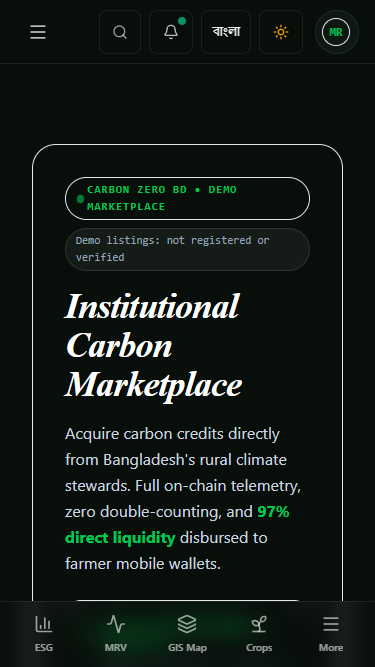 বাংলা
MR
CARBON ZERO BD • DEMO
MARKETPLACE
Demo listings: not registered or
verified
Institutional
Carbon
Marketplace
Acquire carbon credits directly
from Bangladesh's rural climate
stewards. Full on-chain telemetry,
zero double-counting, and 97%
direct liquidity disbursed to
farmer mobile wallets.
ESG MRV GIS Map Crops More